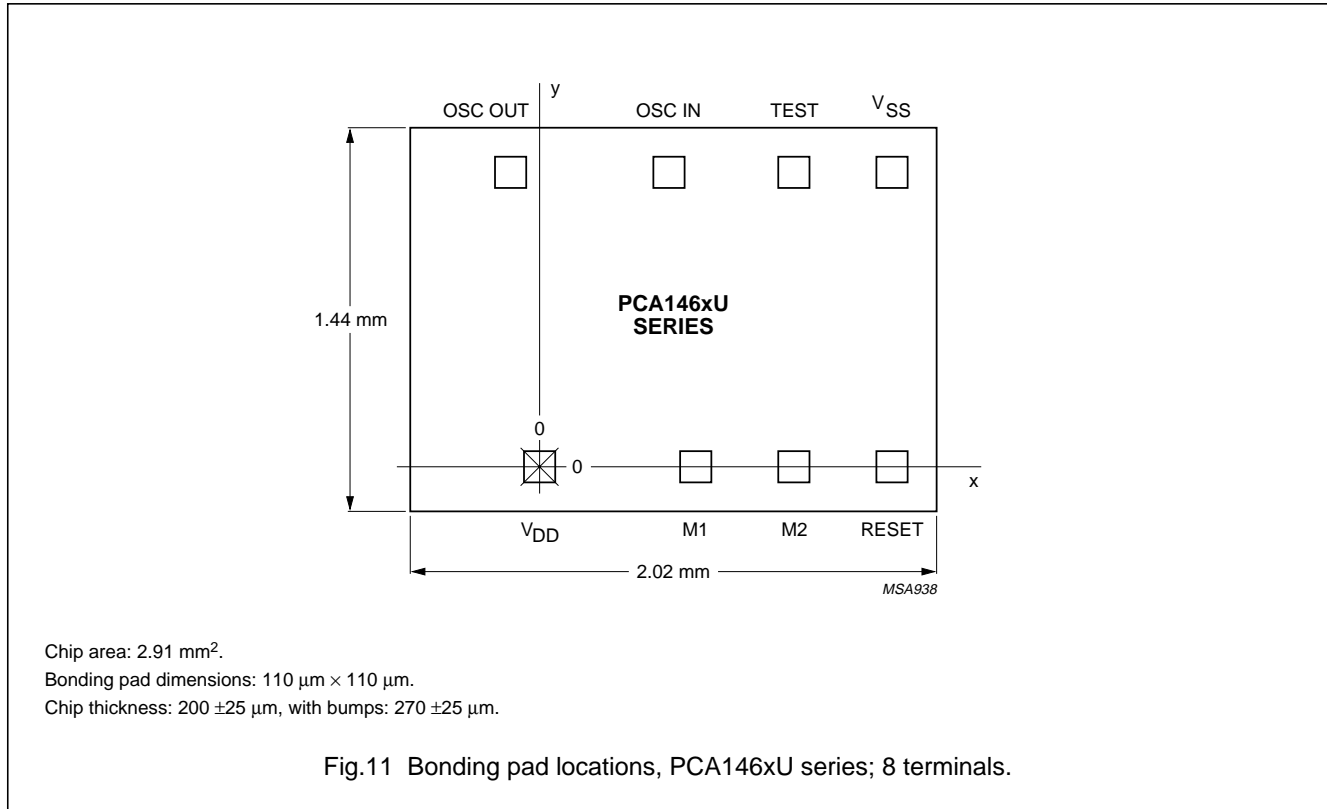 y
OSC OUT OSC IN TEST VSS
1.44 mm
PCA146xU
SERIES
0
0
x
VDD M1 M2 RESET
2.02 mm
MSA938
Chip area: 2.91 mm2.
Bonding pad dimensions: 110 µm × 110 µm.
Chip thickness: 200 ±25 µm, with bumps: 270 ±25 µm.
Fig.11 Bonding pad locations, PCA146xU series; 8 terminals.